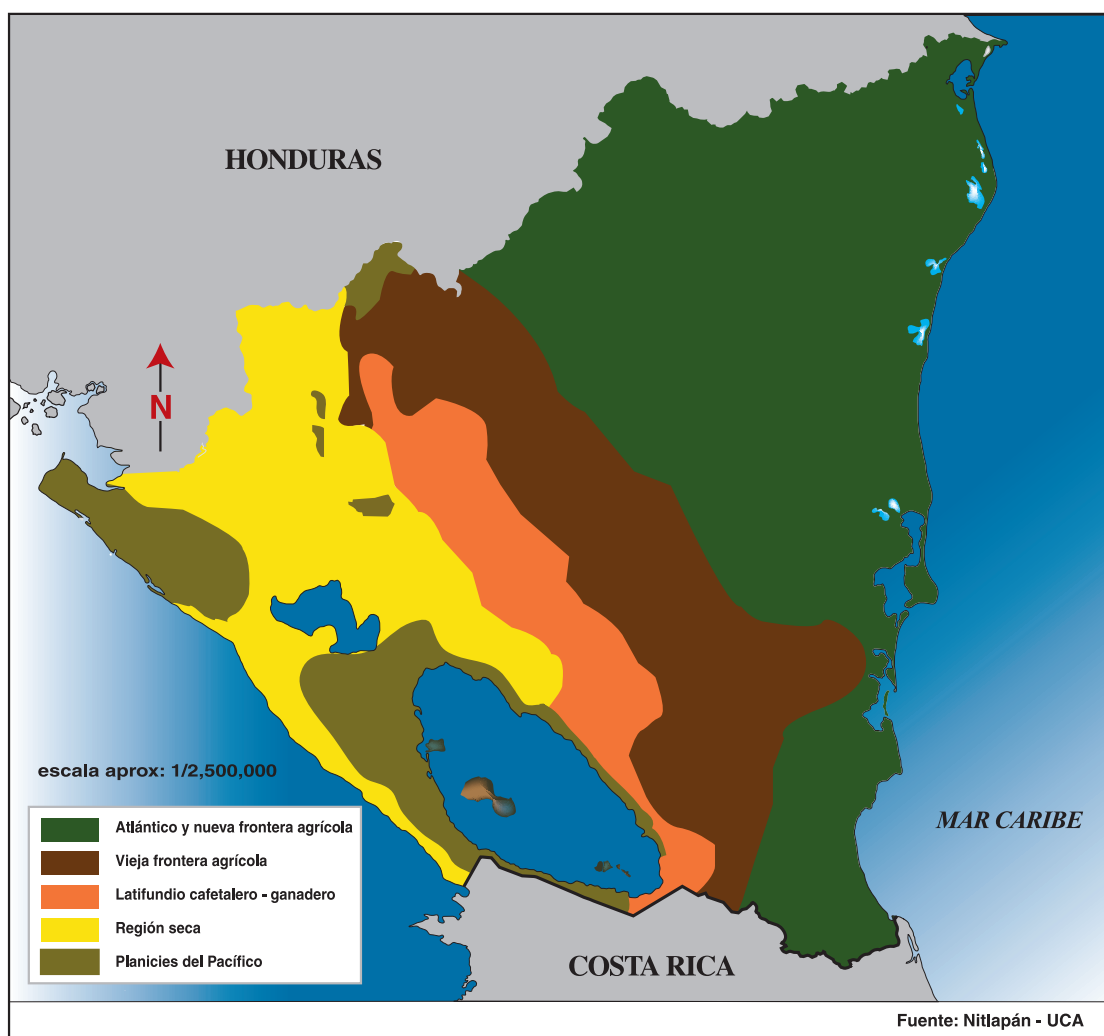 HONDURAS
N
escala aprox: 1/2,500,000
MAR CARIBE
Atlántico y nueva frontera agrícola
Vieja frontera agrícola
Latifundio cafetalero - ganadero
Región seca
Planicies del Pacífico
COSTA RICA
Fuente: Nitlapán - UCA